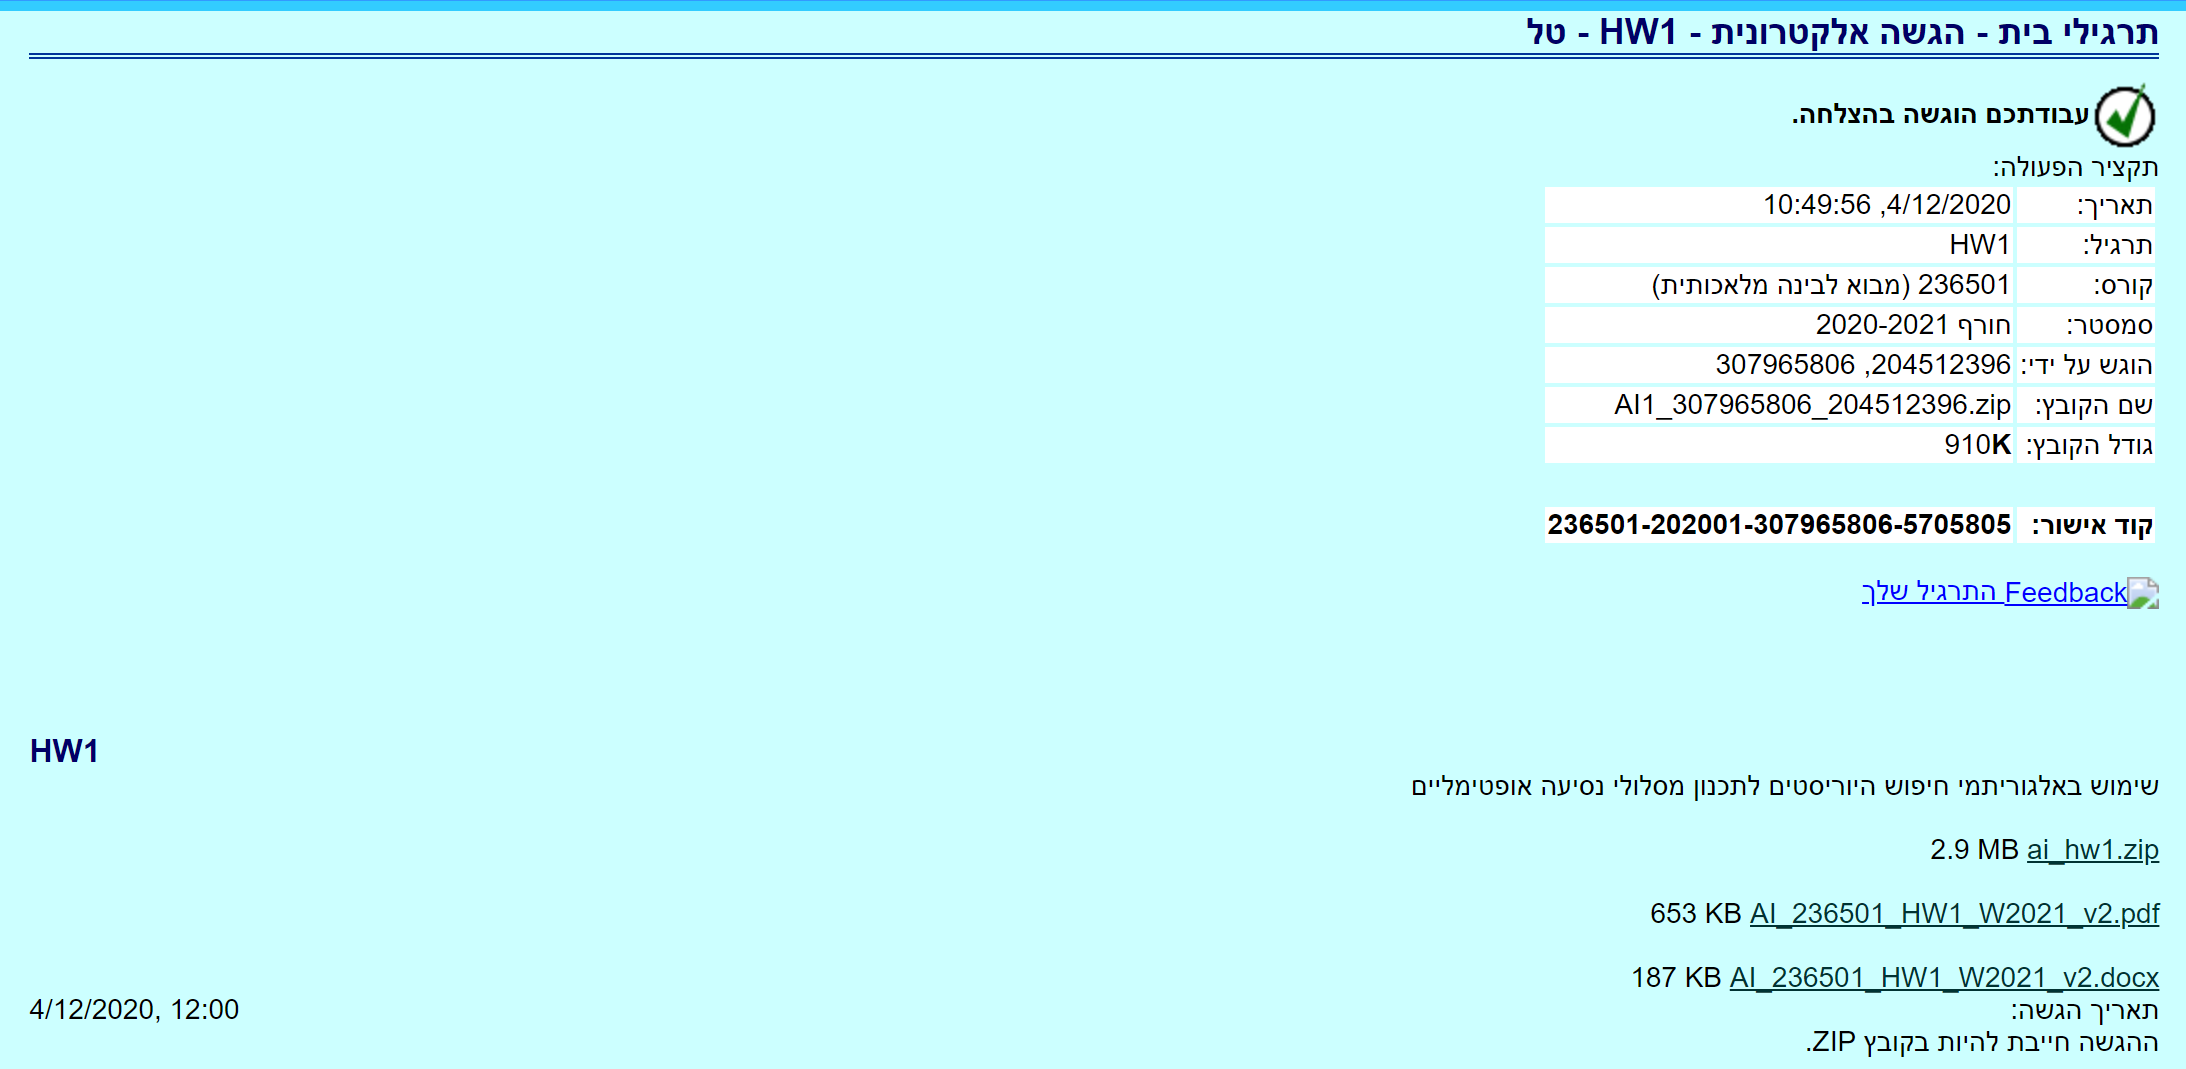 תרגילי בית - הגשה אלקטרונית - HW1 - טל
עבודתכם הוגשה בהצלחה.
תקציר הפעולה:
תאריך: 4/12/2020, 10:49:56
תרגיל: HW1
קורס: 236501 (מבוא לבינה מלאכותית)
סמסטר: חורף 2020-2021
הוגש על ידי: 204512396, 307965806
שם הקובץ: AI1_307965806_204512396.zip
גודל הקובץ: 910K
קוד אישור: 236501-202001-307965806-5705805
Feedback התרגיל שלך
HW1
שימוש באלגוריתמי חיפוש היוריסטים לתכנון מסלולי נסיעה אופטימליים
ai_hw1.zip 2.9 MB
AI_236501_HW1_W2021_v2.pdf 653 KB
AI_236501_HW1_W2021_v2.docx 187 KB
תאריך הגשה: 4/12/2020, 12:00
ההגשה חייבת להיות בקובץ ZIP.